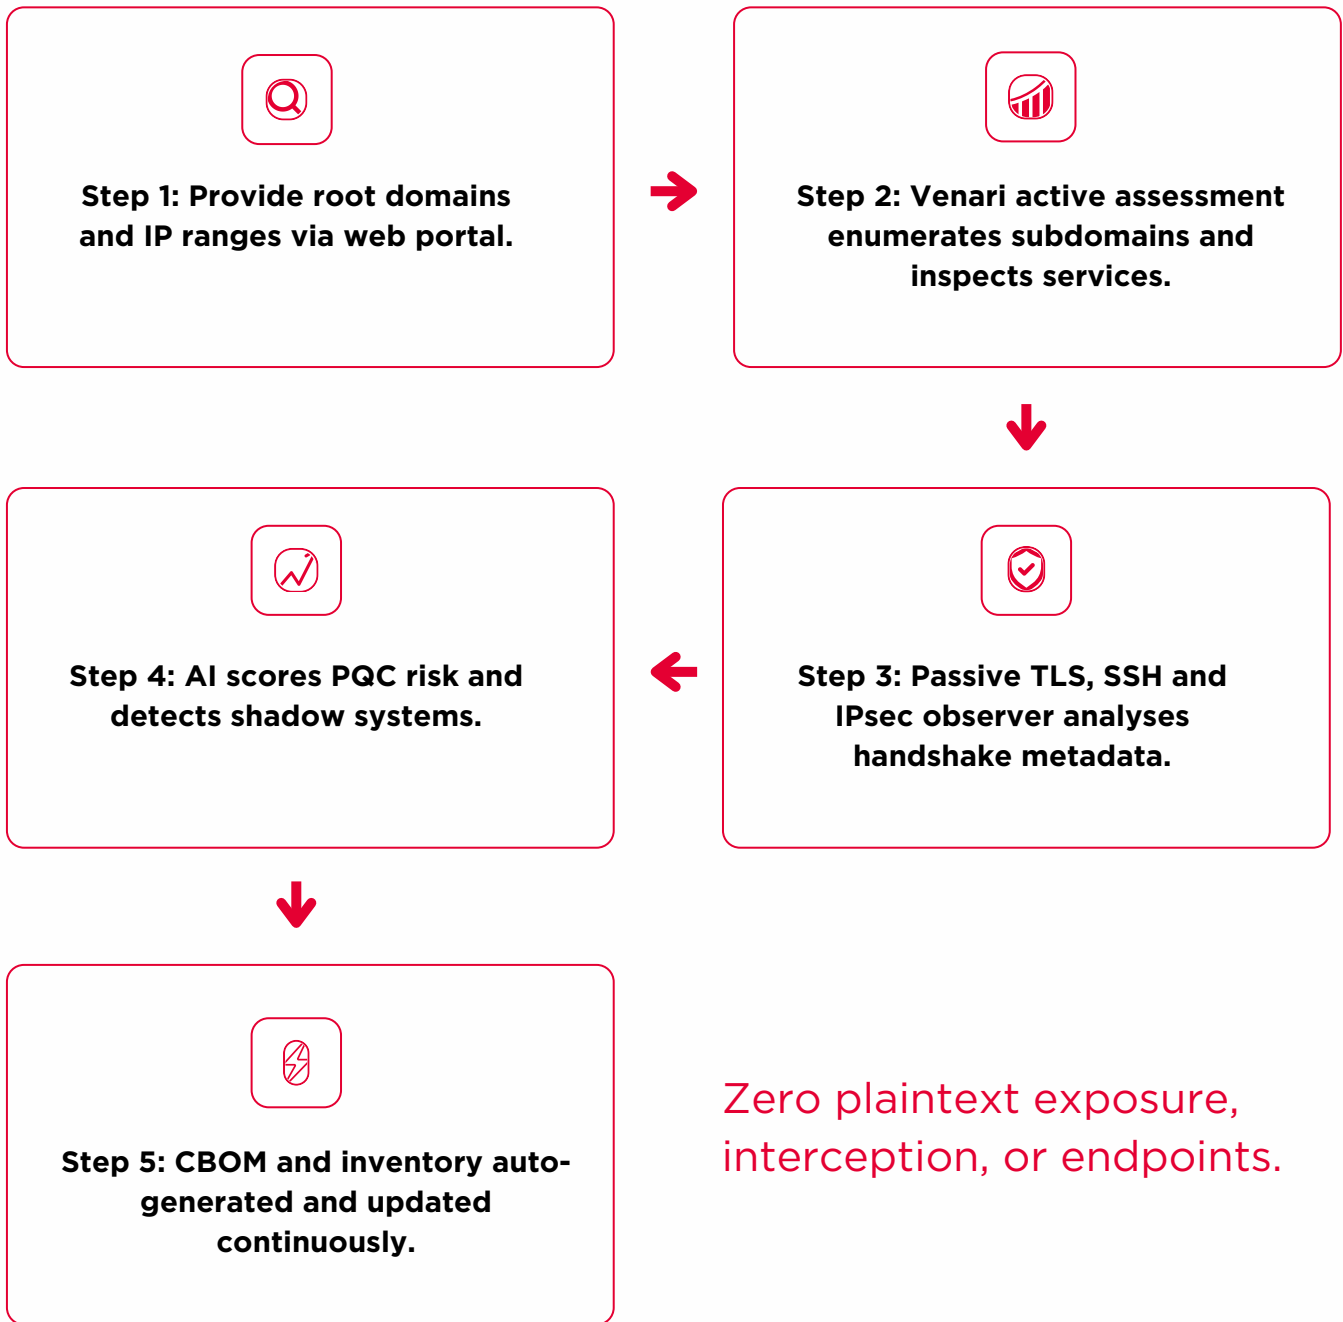 Step 1: Provide root domains
and IP ranges via web portal.
Step 2: Venari active assessment
enumerates subdomains and
inspects services.
Step 3: Passive TLS, SSH and
IPsec observer analyses
handshake metadata.
Step 4: AI scores PQC risk and
detects shadow systems.
Step 5: CBOM and inventory auto-
generated and updated
continuously.
Zero plaintext exposure,
interception, or endpoints.